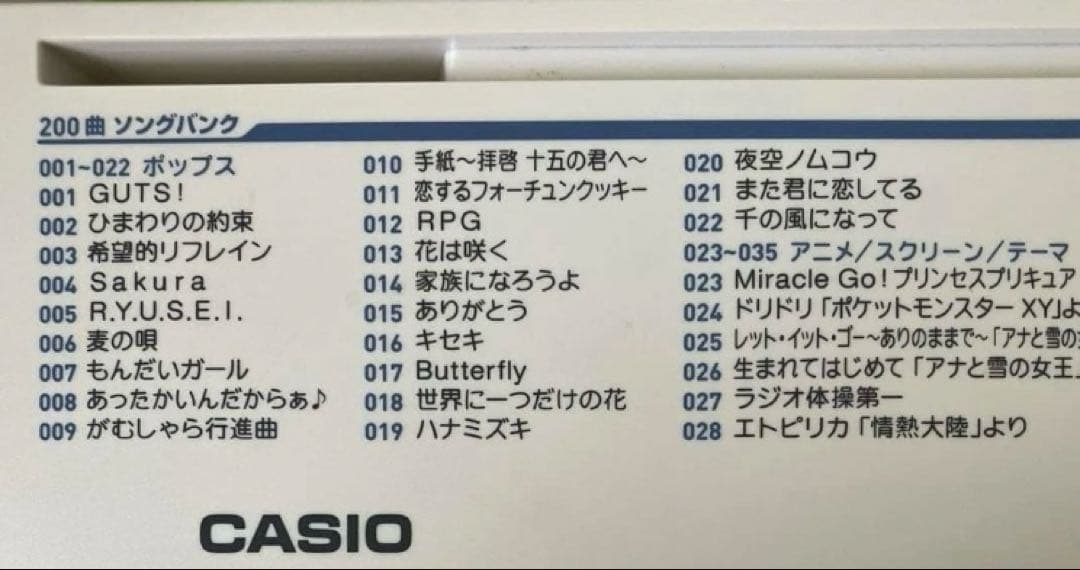 200曲 ソングバンク
001~022 ポップス
001 GUTS!
002 ひまわりの約束
003 希望的リフレイン
004 Sakura
005 R.Y.U.S.E.I.
006 麦の唄
007 もんだいガール
008 あったかいんだからぁ♪
009 がむしゃら行進曲
010 手紙〜拝啓 十五の君へ〜
011 恋するフォーチュンクッキー
012 RPG
013 花は咲く
014 家族になろうよ
015 ありがとう
016 キセキ
017 Butterfly
018 世界に一つだけの花
019 ハナミズキ
020 夜空ノムコウ
021 また君に恋してる
022 千の風になって
023~035 アニメ/スクリーン/テーマ
023 Miracle Go!プリンセスプリキュア
024 ドリドリ「ポケットモンスター XY」よ
025 レット・イット・ゴー〜ありのままで〜「アナと雪の
026 生まれてはじめて「アナと雪の女王」
027 ラジオ体操第一
028 エトピリカ「情熱大陸」より
CASIO